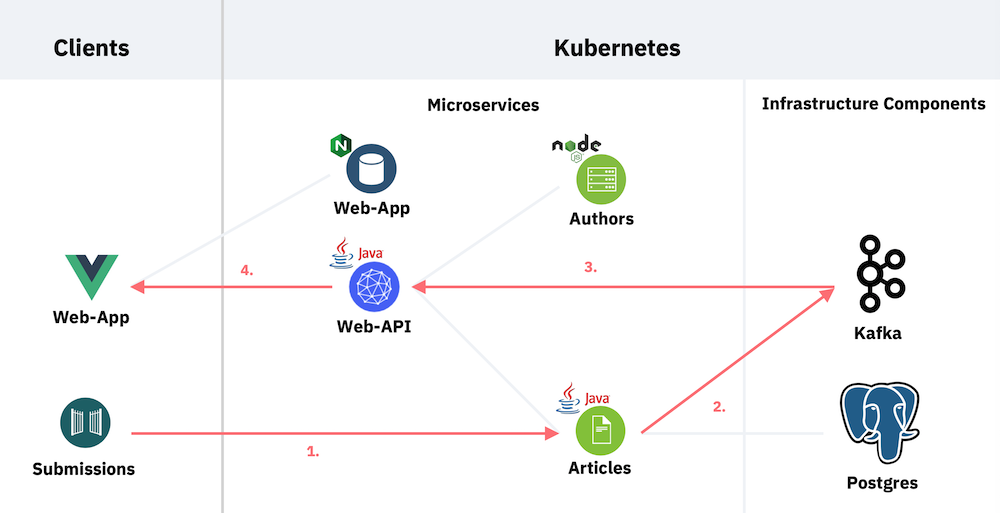 Clients
Kubernetes
Microservices
Infrastructure Components
N
node
JS
Web-App
Authors
Java
4.
3.
Web-App
Web-API
Kafka
Java
2.
1.
Submissions
Articles
Postgres